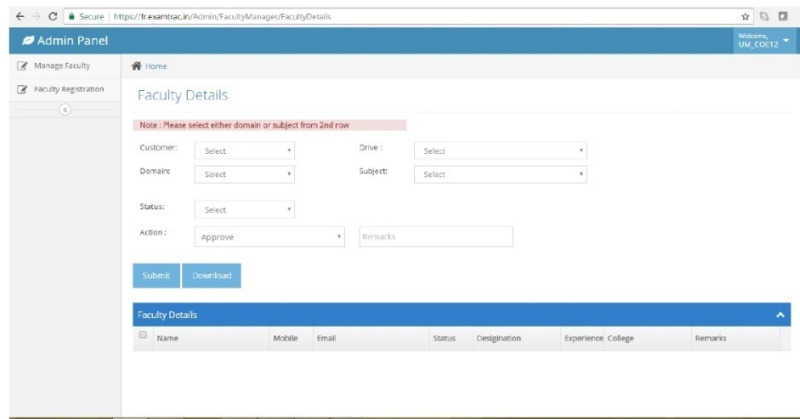 Secure | https://fr.examtrac.in/Admin/FacultyManager/FacultyDetails
Admin Panel
Welcome,
UM_COE12
Manage Faculty
Home
Faculty Registration
Faculty Details
Note : Please select either domain or subject from 2nd row
Customer: Select Drive : Select
Domain: Select Subject: Select
Status: Select
Action : Approve Remarks
Submit Download
Faculty Details
Name Mobile Email Status Desigination Experience College Remarks